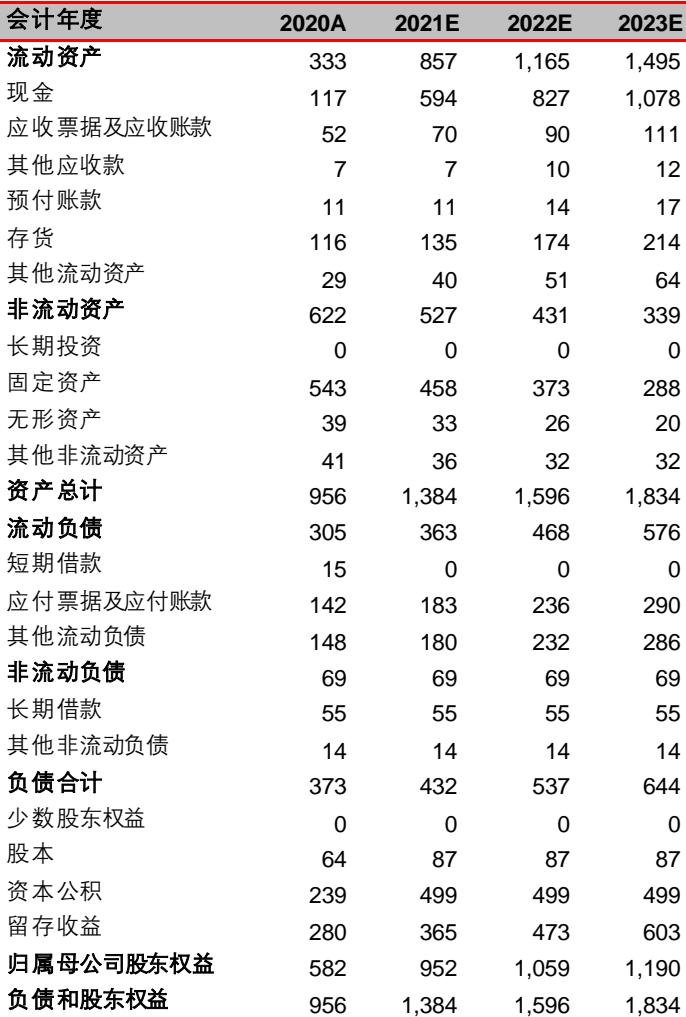 会计年度 2020A 2021E 2022E 2023E
流动资产 333 857 1,165 1,495
现金 117 594 827 1,078
应收票据及应收账款 52 70 90 111
其他应收款 7 7 10 12
预付账款 11 11 14 17
存货 116 135 174 214
其他流动资产 29 40 51 64
非流动资产 622 527 431 339
长期投资 0 0 0 0
固定资产 543 458 373 288
无形资产 39 33 26 20
其他非流动资产 41 36 32 32
资产总计 956 1,384 1,596 1,834
流动负债 305 363 468 576
短期借款 15 0 0 0
应付票据及应付账款 142 183 236 290
其他流动负债 148 180 232 286
非流动负债 69 69 69 69
长期借款 55 55 55 55
其他非流动负债 14 14 14 14
负债合计 373 432 537 644
少数股东权益 0 0 0 0
股本 64 87 87 87
资本公积 239 499 499 499
留存收益 280 365 473 603
归属母公司股东权益 582 952 1,059 1,190
负债和股东权益 956 1,384 1,596 1,834